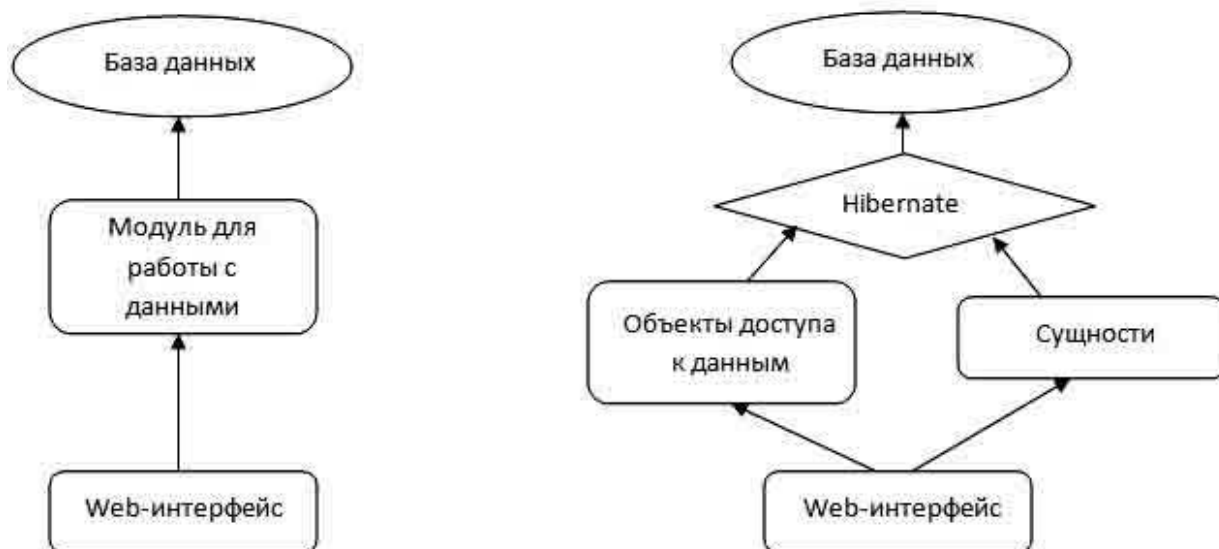 База данных
Модуль для
работы с
данными
Web-интерфейс
База данных
Hibernate
Объекты доступа
к данным
Сущности
Web-интерфейс